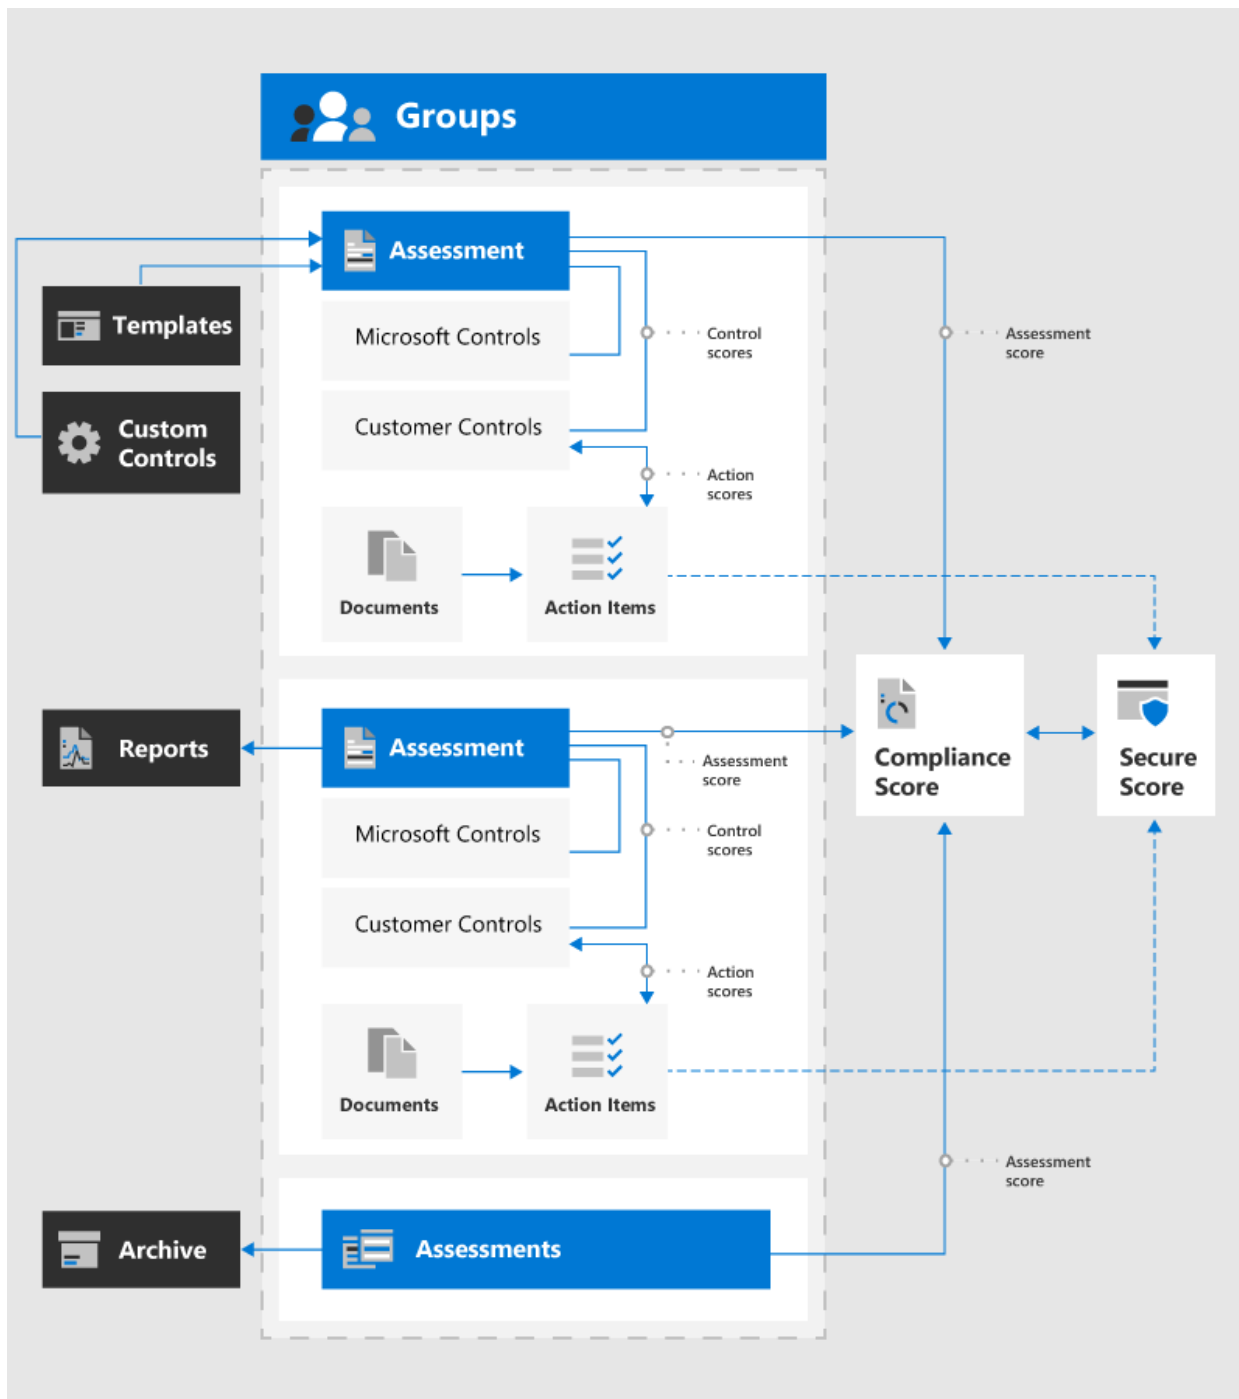 Groups
Assessment
Templates
Microsoft Controls
Control
scores
Assessment
score
Custom
Controls
Customer Controls
Action
scores
Documents
Action Items
Reports
Assessment
Assessment
score
Compliance
Score
Secure
Score
Microsoft Controls
Control
scores
Customer Controls
Action
scores
Documents
Action Items
Assessment
score
Archive
Assessments